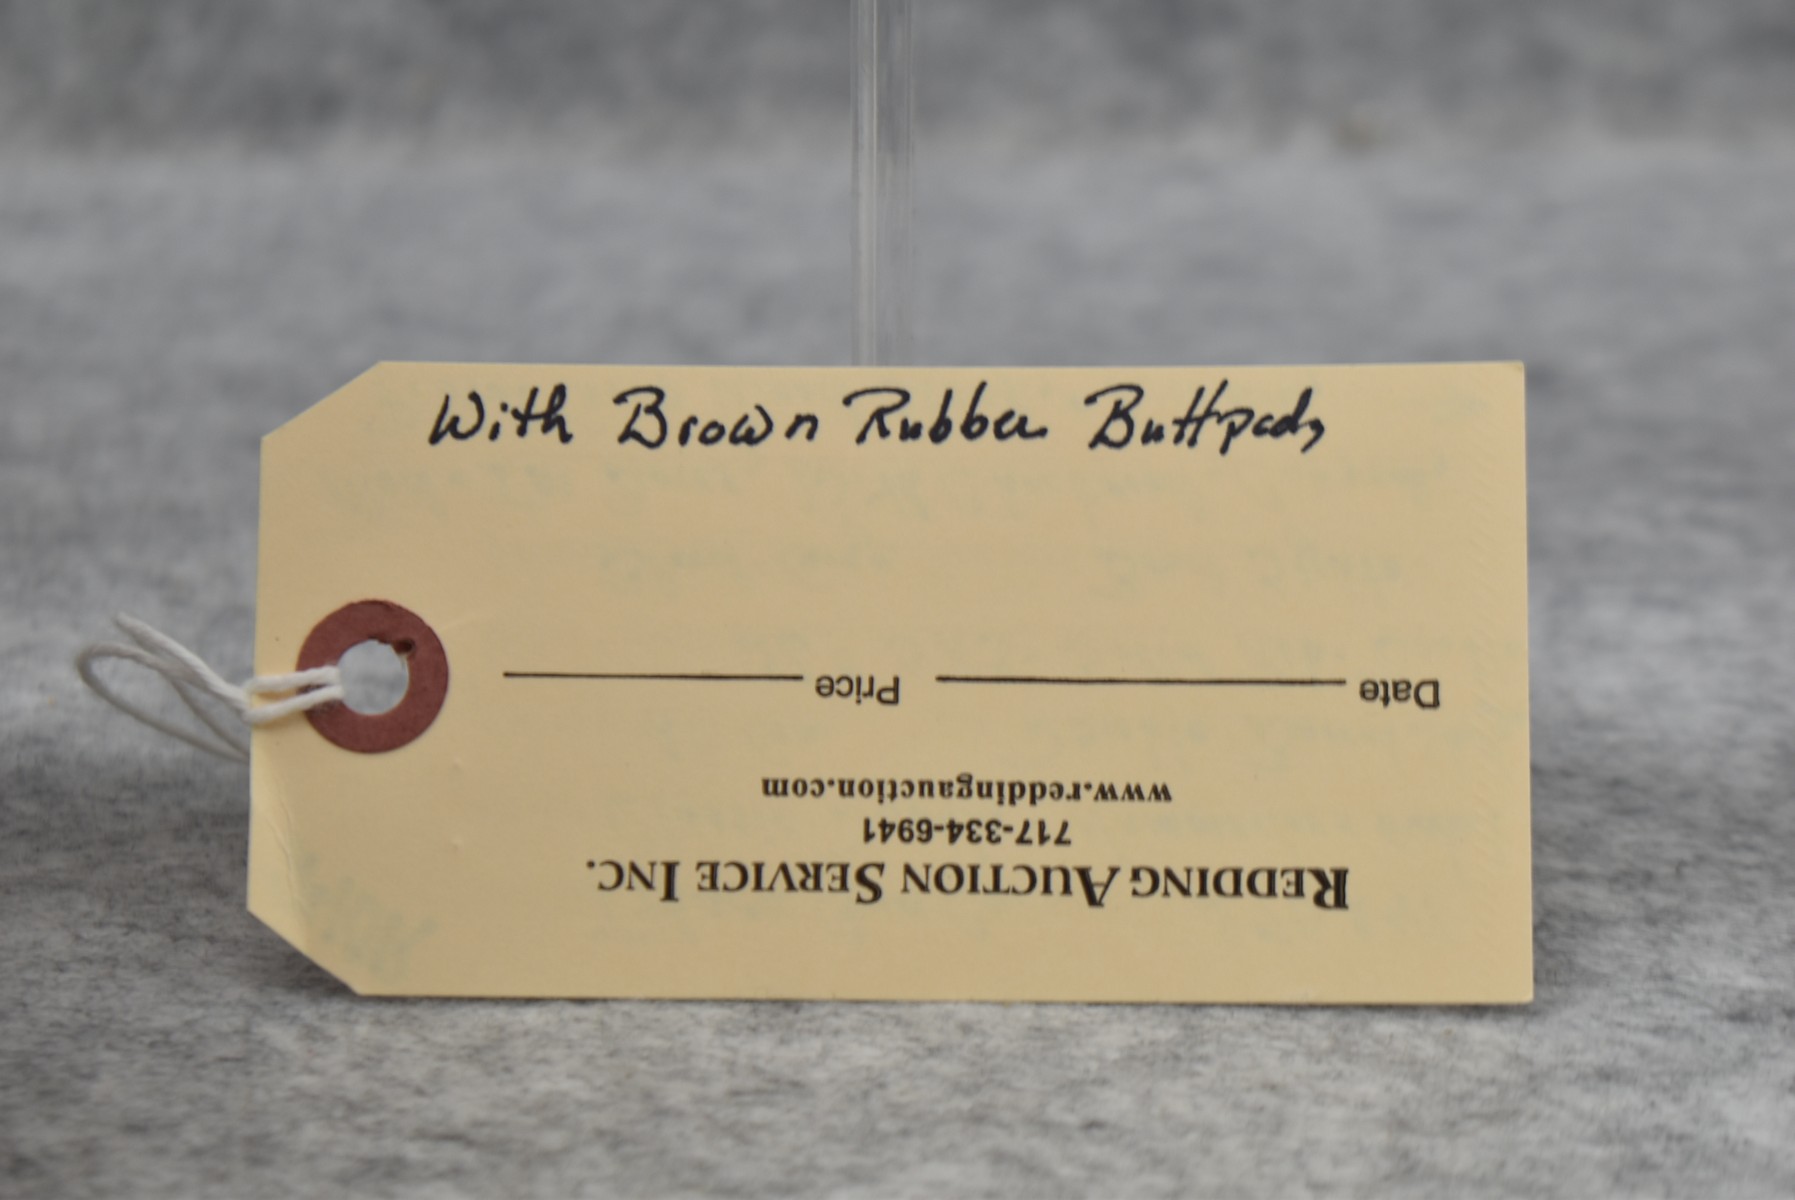 With Brown Rubber Buttpads
REDDING AUCTION SERVICE INC.
717-334-6941
www.reddingauction.com
Date Price